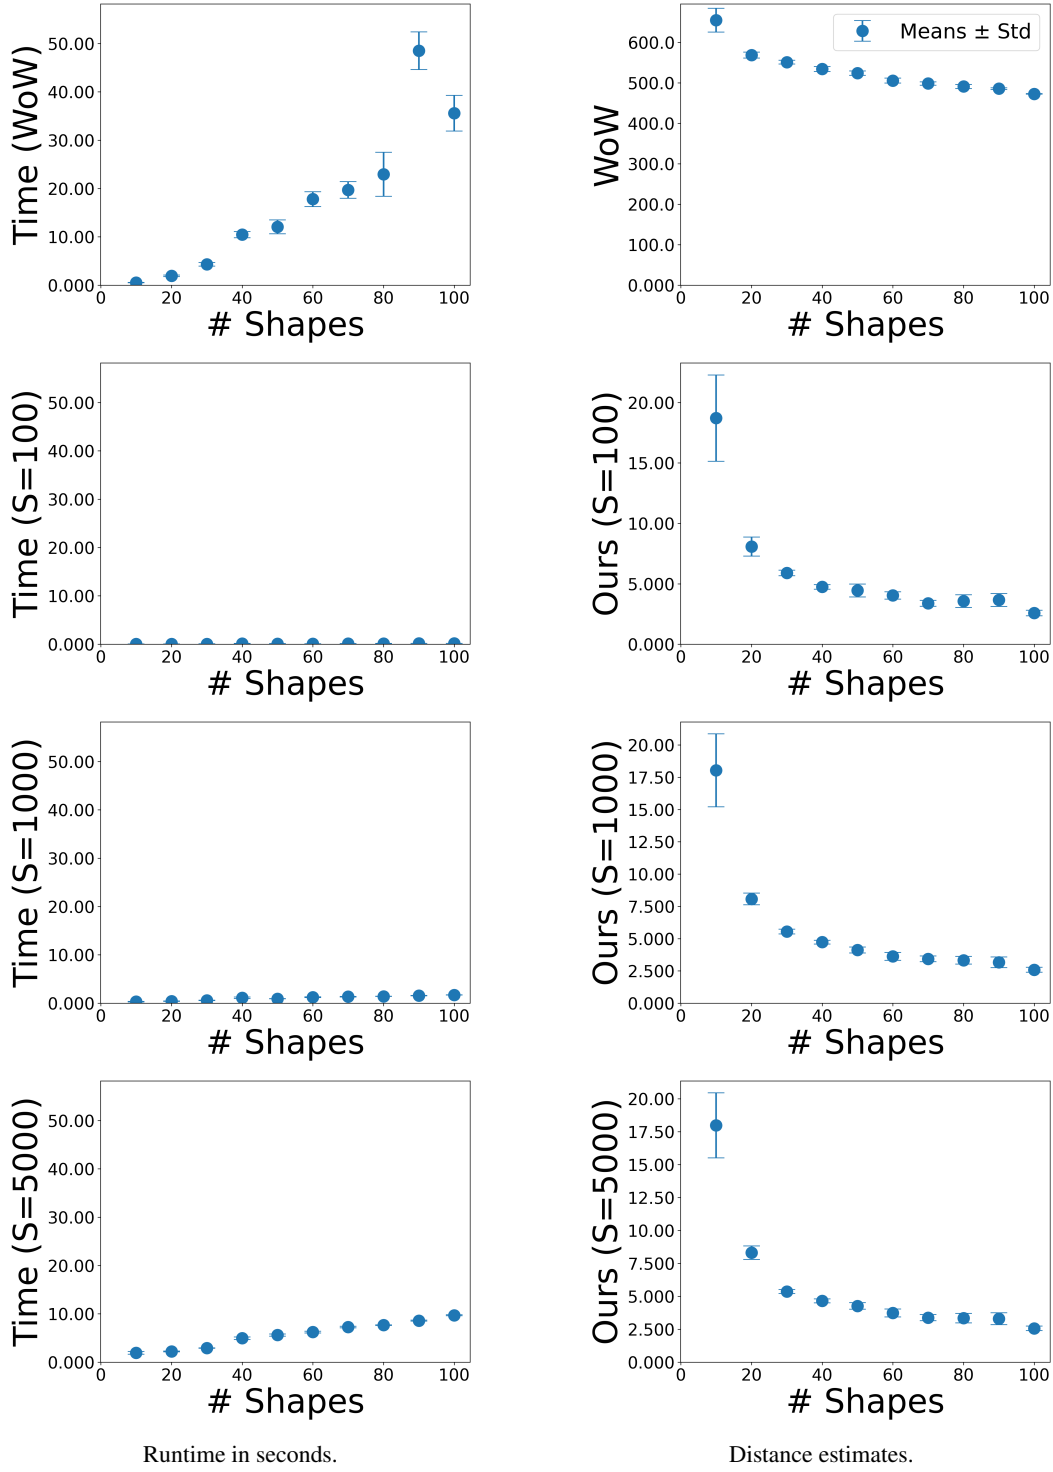 Time (WoW)
50.00
40.00
30.00
20.00
10.00
0.000
0 20 40 60 80 100
# Shapes
WoW
Means ± Std
600.0
500.0
400.0
300.0
200.0
100.0
0.000
0 20 40 60 80 100
# Shapes
Time (S=100)
50.00
40.00
30.00
20.00
10.00
0.000
0 20 40 60 80 100
# Shapes
Ours (S=100)
20.00
15.00
10.00
5.000
0.000
0 20 40 60 80 100
# Shapes
Time (S=1000)
50.00
40.00
30.00
20.00
10.00
0.000
0 20 40 60 80 100
# Shapes
Ours (S=1000)
20.00
17.50
15.00
12.50
10.00
7.500
5.000
2.500
0.000
0 20 40 60 80 100
# Shapes
Time (S=5000)
50.00
40.00
30.00
20.00
10.00
0.000
0 20 40 60 80 100
# Shapes
Ours (S=5000)
20.00
17.50
15.00
12.50
10.00
7.500
5.000
2.500
0.000
0 20 40 60 80 100
# Shapes
Runtime in seconds.
Distance estimates.